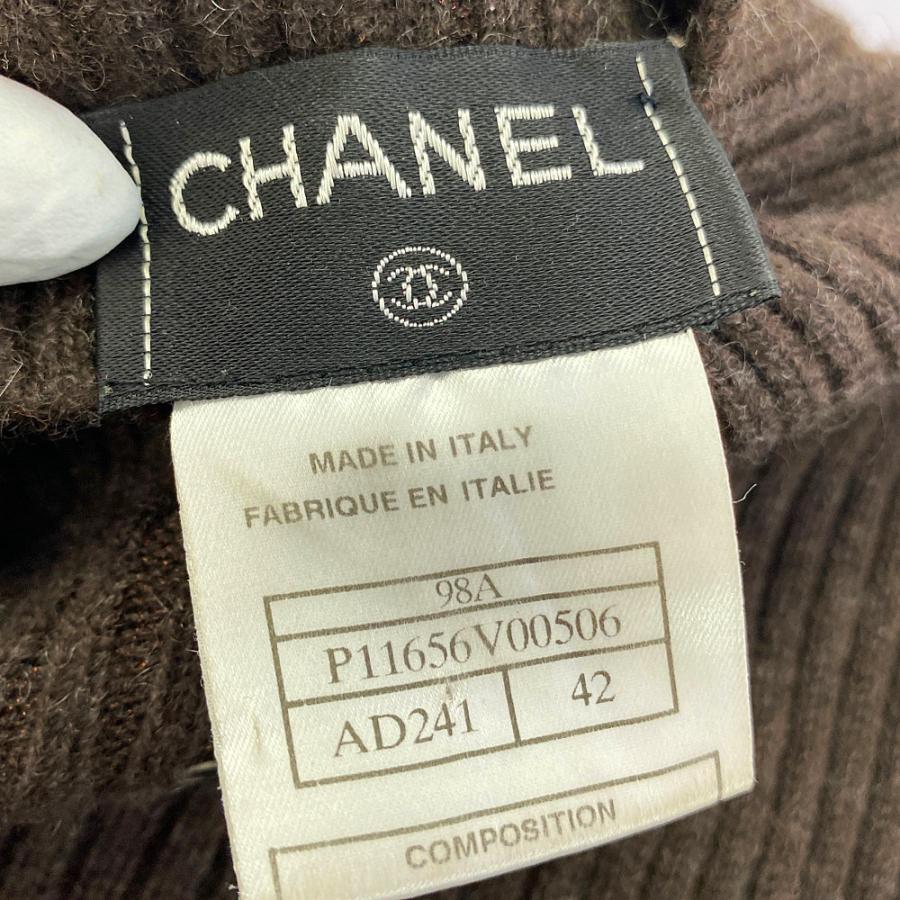 CHANEL
MADE IN ITALY
FABRIQUE EN ITALIE
98A
P11656V00506
AD241 42
COMPOSITION